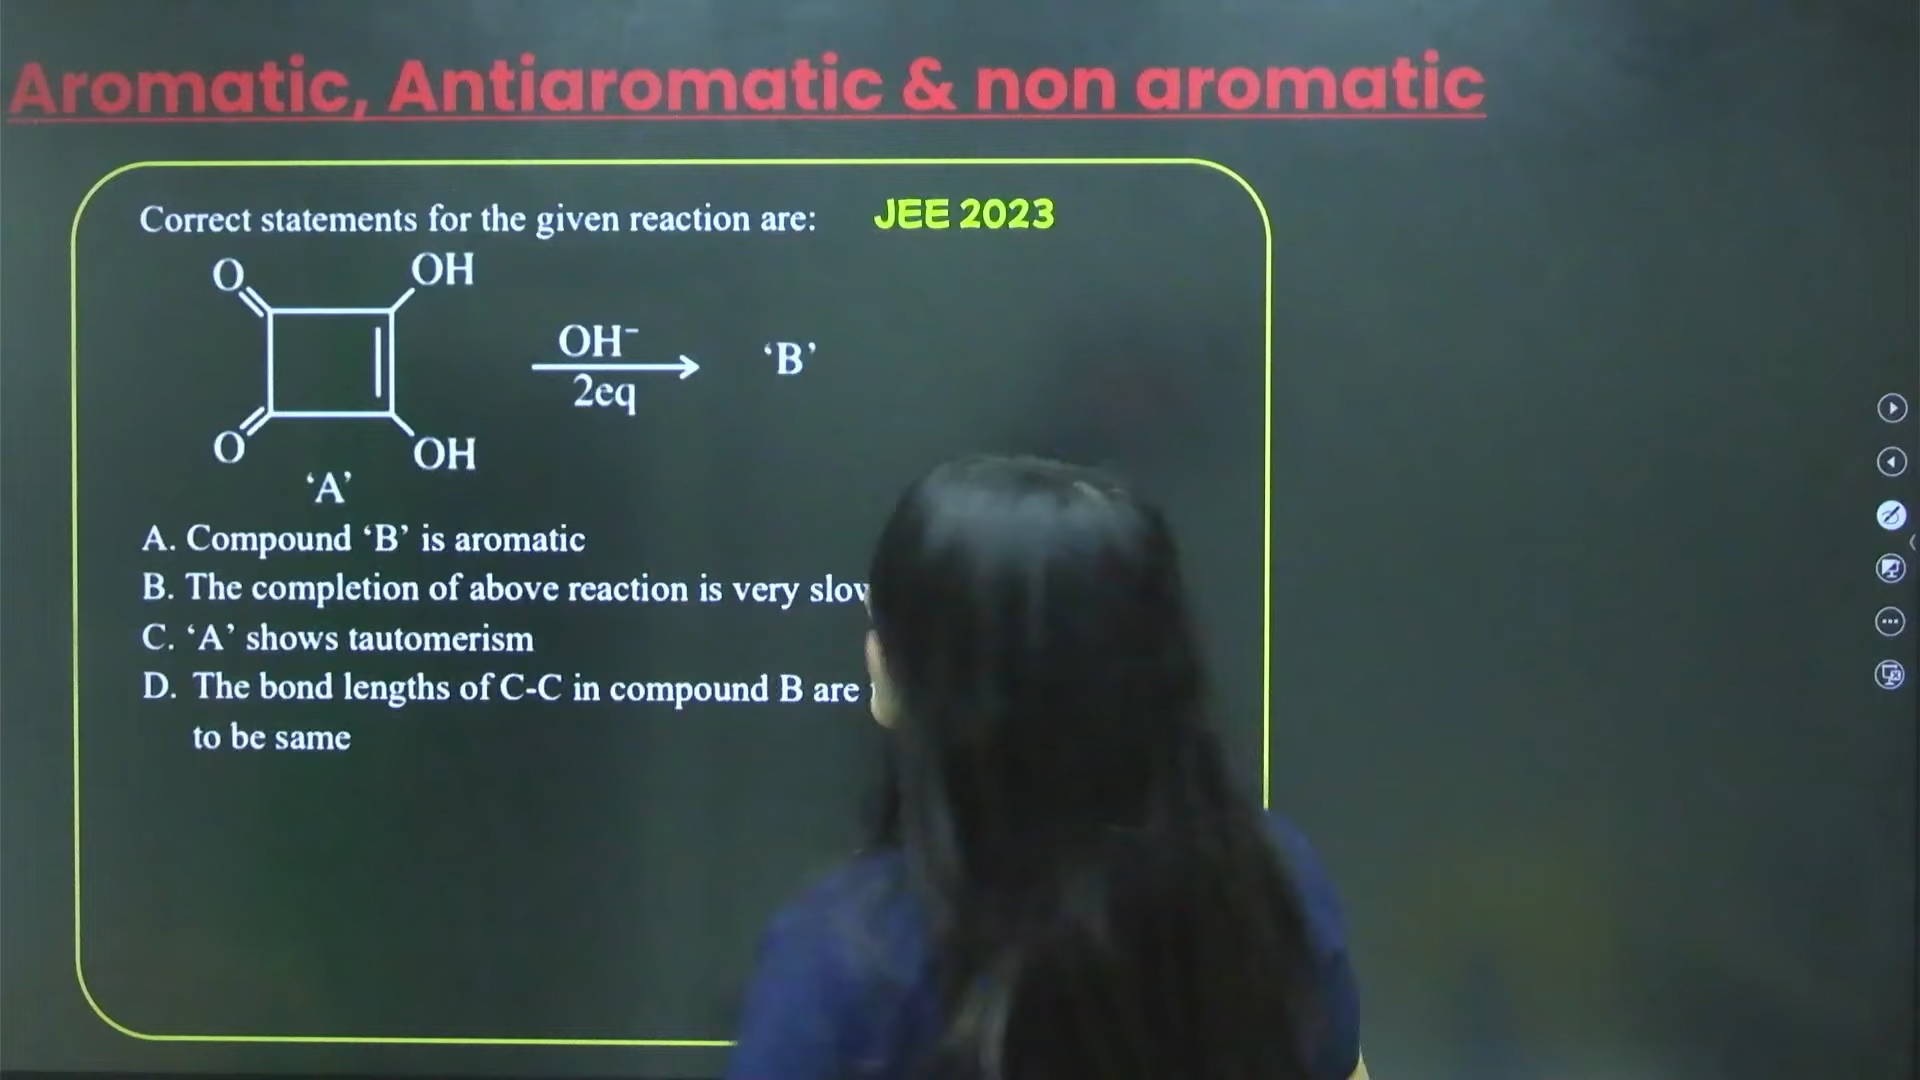 Aromatic, Antiaromatic & non aromatic
Correct statements for the given reaction are: JEE 2023
O OH
OH⁻
2eq
'B'
O OH
'A'
A. Compound 'B' is aromatic
B. The completion of above reaction is very
C. 'A' shows tautomerism
D. The bond lengths of C-C in compound B are
to be same